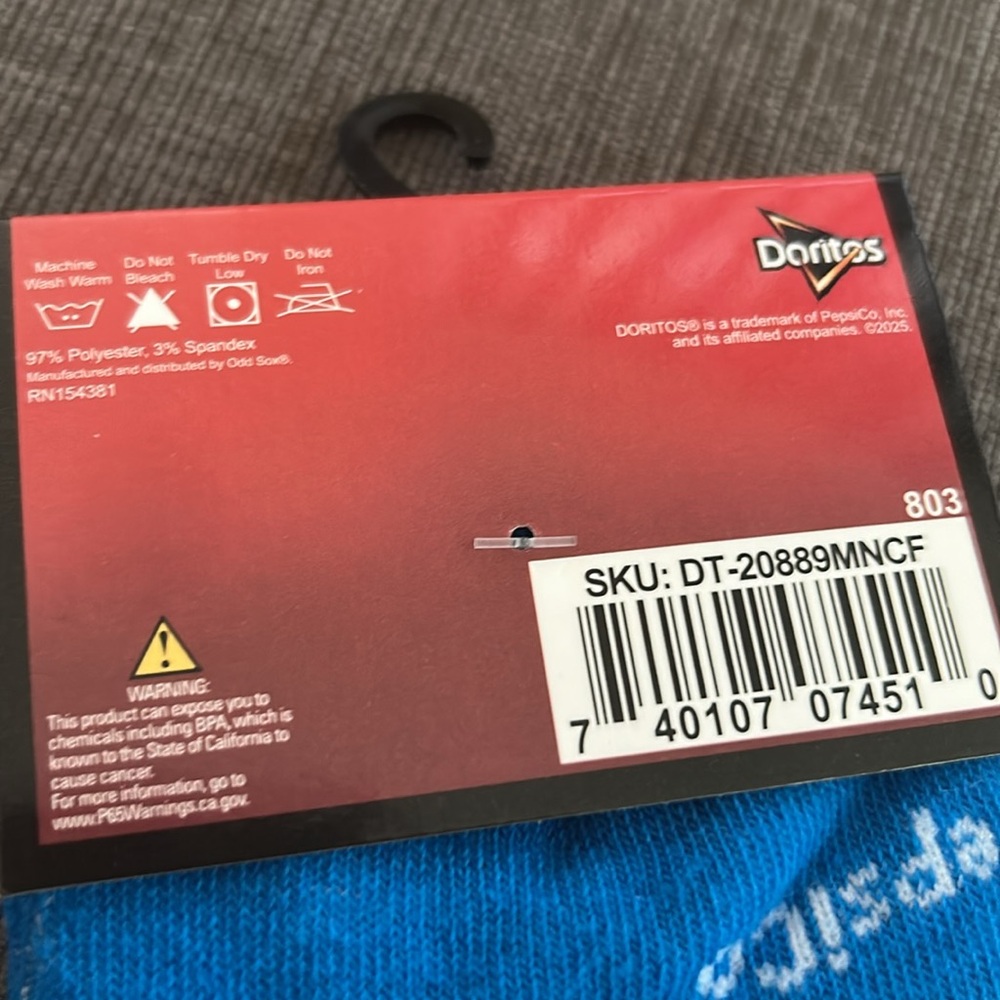 Machine
Wash Warm
Do Not
Bleach
Tumble Dry
Low
Do Not
Iron
97% Polyester, 3% Spandex
Manufactured and distributed by Odd Sox®.
RN154381
Doritos
DORITOS® is a trademark of PepsiCo, Inc.
and its affiliated companies. ©2025.
803
SKU: DT-20889MNCF
7 40107 07451 0
WARNING:
This product can expose you to
chemicals including BPA, which is
known to the State of California to
cause cancer.
For more information, go to
www.P65Warnings.ca.gov.
epsiCo